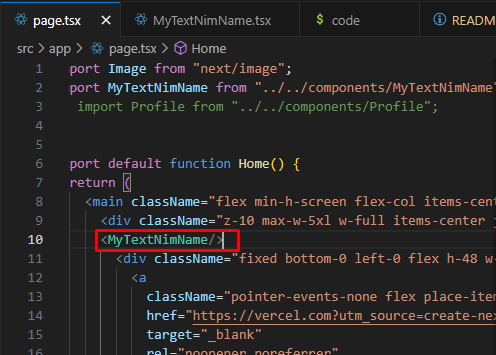 page.tsx MyTextNimName.tsx $ code README
src > app > page.tsx > Home
1 port Image from "next/image";
2 port MyTextNimName from "../../components/MyTextNimName"
3 import Profile from "../../components/Profile";
4
5
6 port default function Home() {
7 return (
8 <main className="flex min-h-screen flex-col items-cent
9 <div className="z-10 max-w-5xl w-full items-center
10 <MyTextNimName/>
11 <div className="fixed bottom-0 left-0 flex h-48 w-
12 <a
13 className="pointer-events-none flex place-ite
14 href="https://vercel.com?utm_source=create-nex
15 target="_blank"
rel="noopener noreferrer"